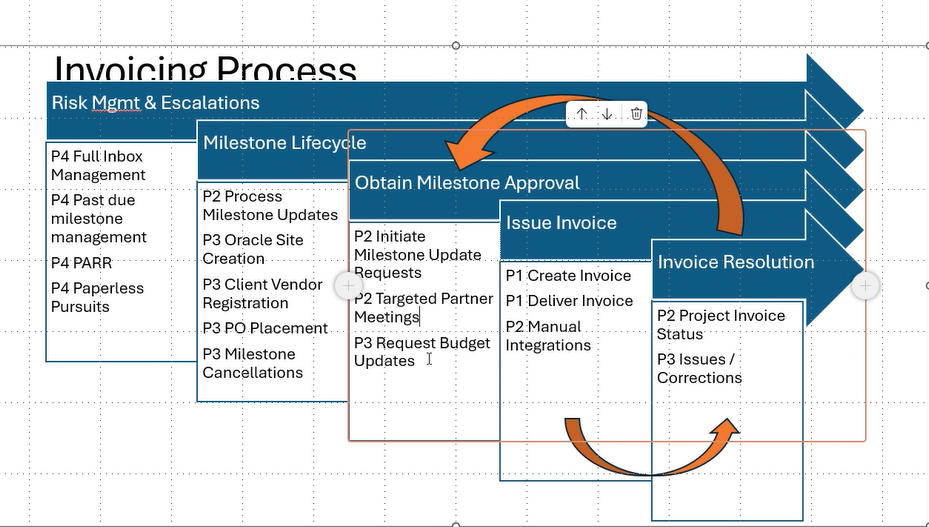 Invoicing Process
Risk Mgmt & Escalations
P4 Full Inbox
Management
P4 Past due
milestone
management
P4 PARR
P4 Paperless
Pursuits
Milestone Lifecycle
P2 Process
Milestone Updates
P3 Oracle Site
Creation
P3 Client Vendor
Registration
P3 PO Placement
P3 Milestone
Cancellations
Obtain Milestone Approval
P2 Initiate
Milestone Update
Requests
P2 Targeted Partner
Meetings
P3 Request Budget
Updates
Issue Invoice
P1 Create Invoice
P1 Deliver Invoice
P2 Manual
Integrations
Invoice Resolution
P2 Project Invoice
Status
P3 Issues /
Corrections